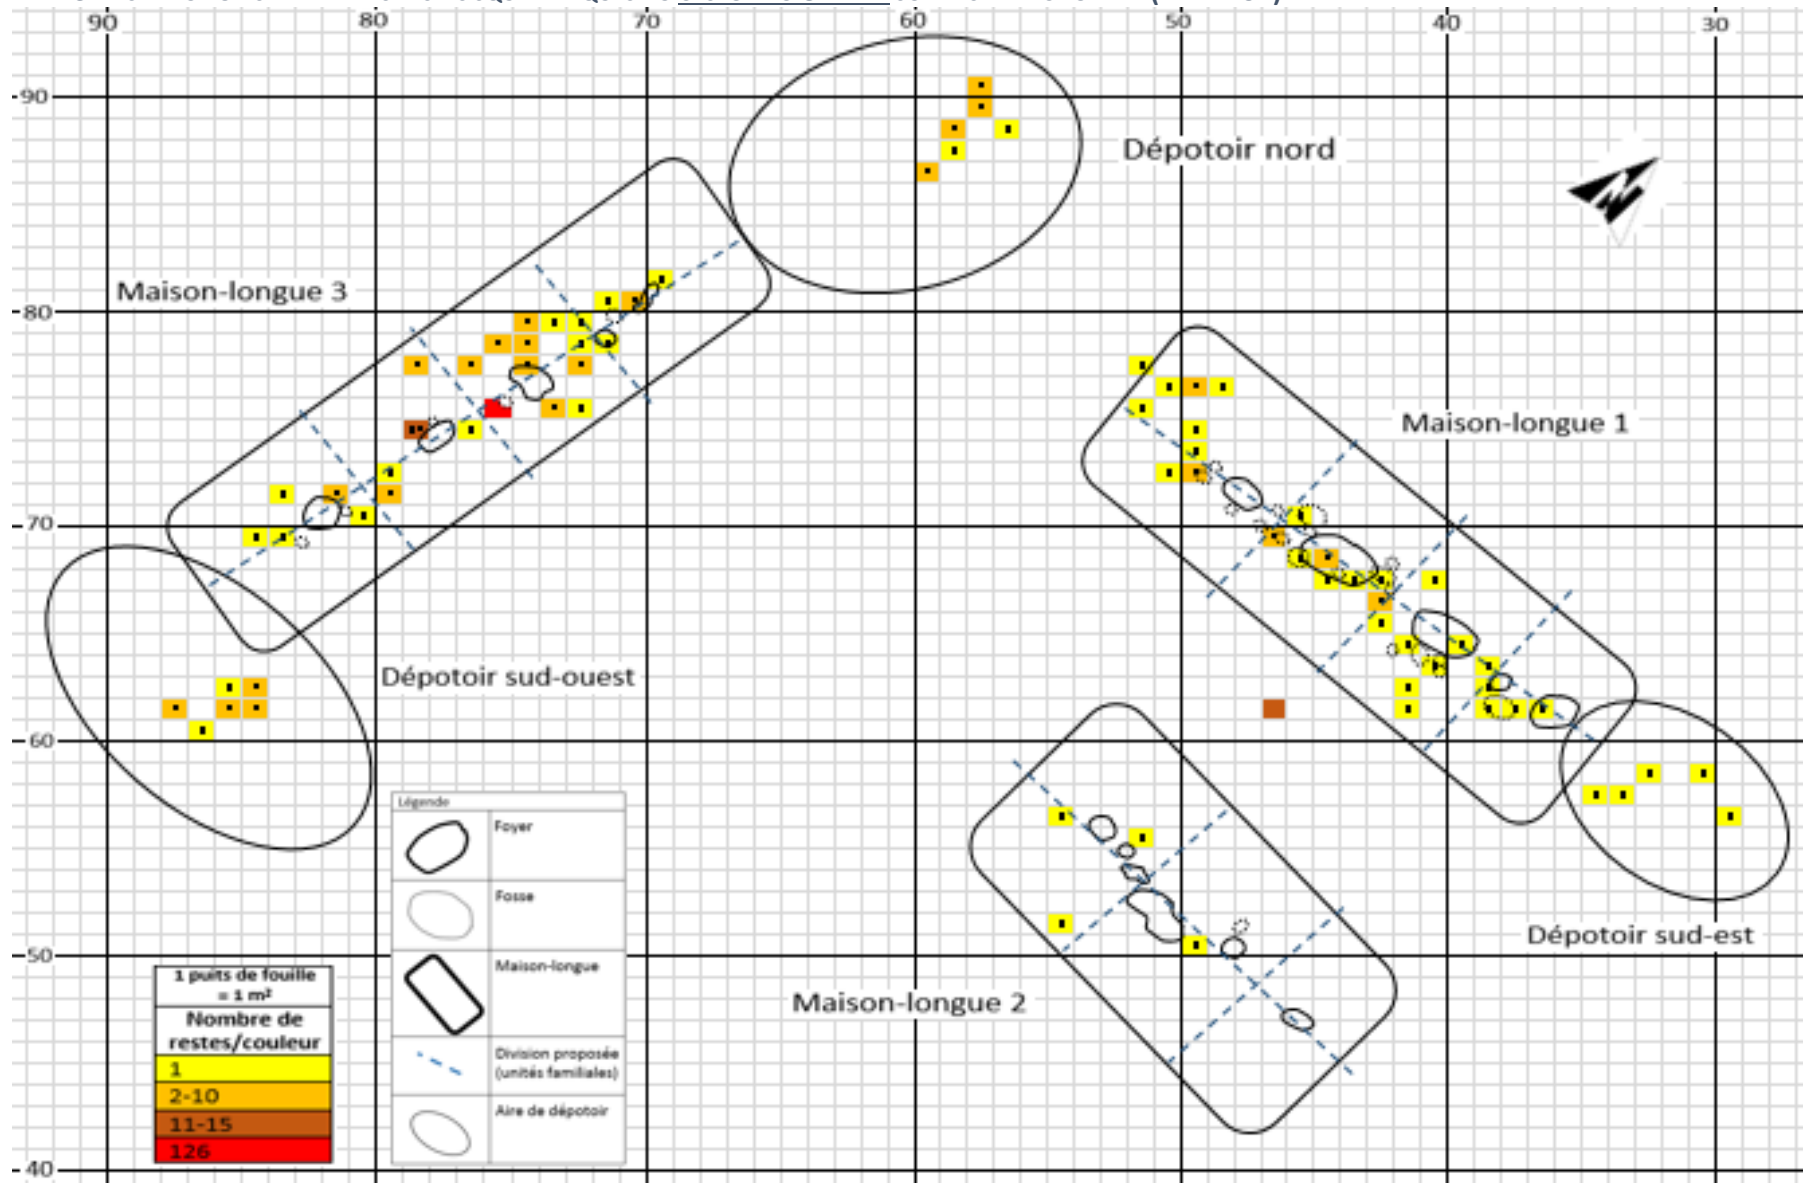 90 80 70 60 50 40 30
90
Dépotoir nord
Maison-longue 3
80
Maison-longue 1
70
Dépotoir sud-ouest
60
Légende
Foyer
Fosse
Maison-longue
Division proposée
(unités familiales)
Aire de dépotoir
Dépotoir sud-est
50
Maison-longue 2
1 puits de fouille
= 1 m²
Nombre de
restes/couleur
1
2-10
11-15
126
40